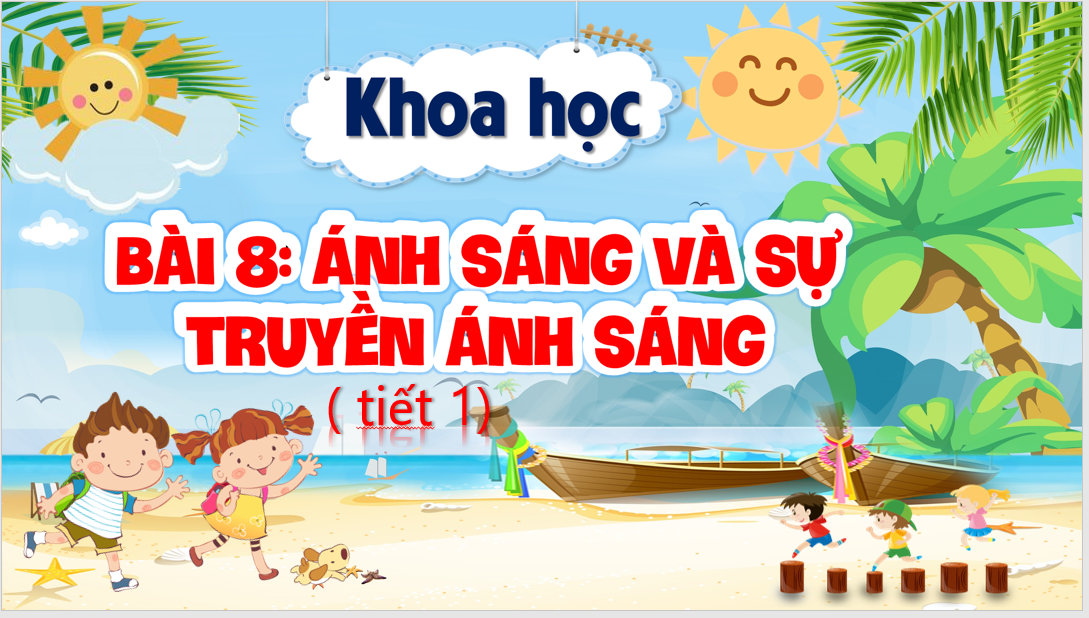 Khoa học
BÀI 8: ÁNH SÁNG VÀ SỰ
TRUYỀN ÁNH SÁNG
( tiết 1)